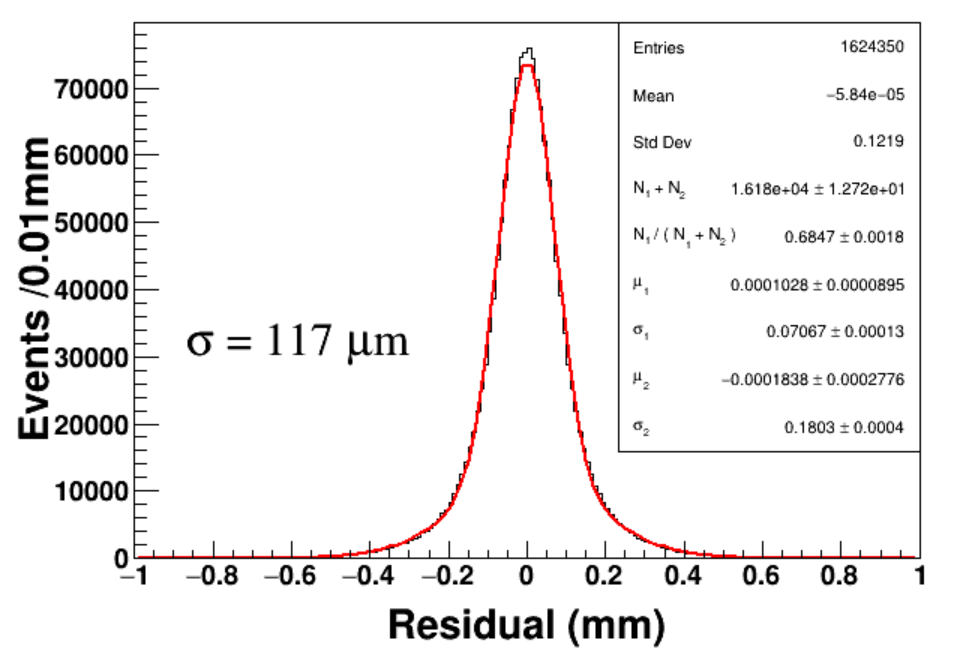 Events /0.01mm
70000
60000
50000
40000
30000
20000
10000
0
σ = 117 μm
Entries 1624350
Mean −5.84e−05
Std Dev 0.1219
N₁ + N₂ 1.618e+04 ± 1.272e+01
N₁ / ( N₁ + N₂ ) 0.6847 ± 0.0018
μ₁ 0.0001028 ± 0.0000895
σ₁ 0.07067 ± 0.00013
μ₂ −0.0001838 ± 0.0002776
σ₂ 0.1803 ± 0.0004
−1 −0.8 −0.6 −0.4 −0.2 0 0.2 0.4 0.6 0.8 1
Residual (mm)